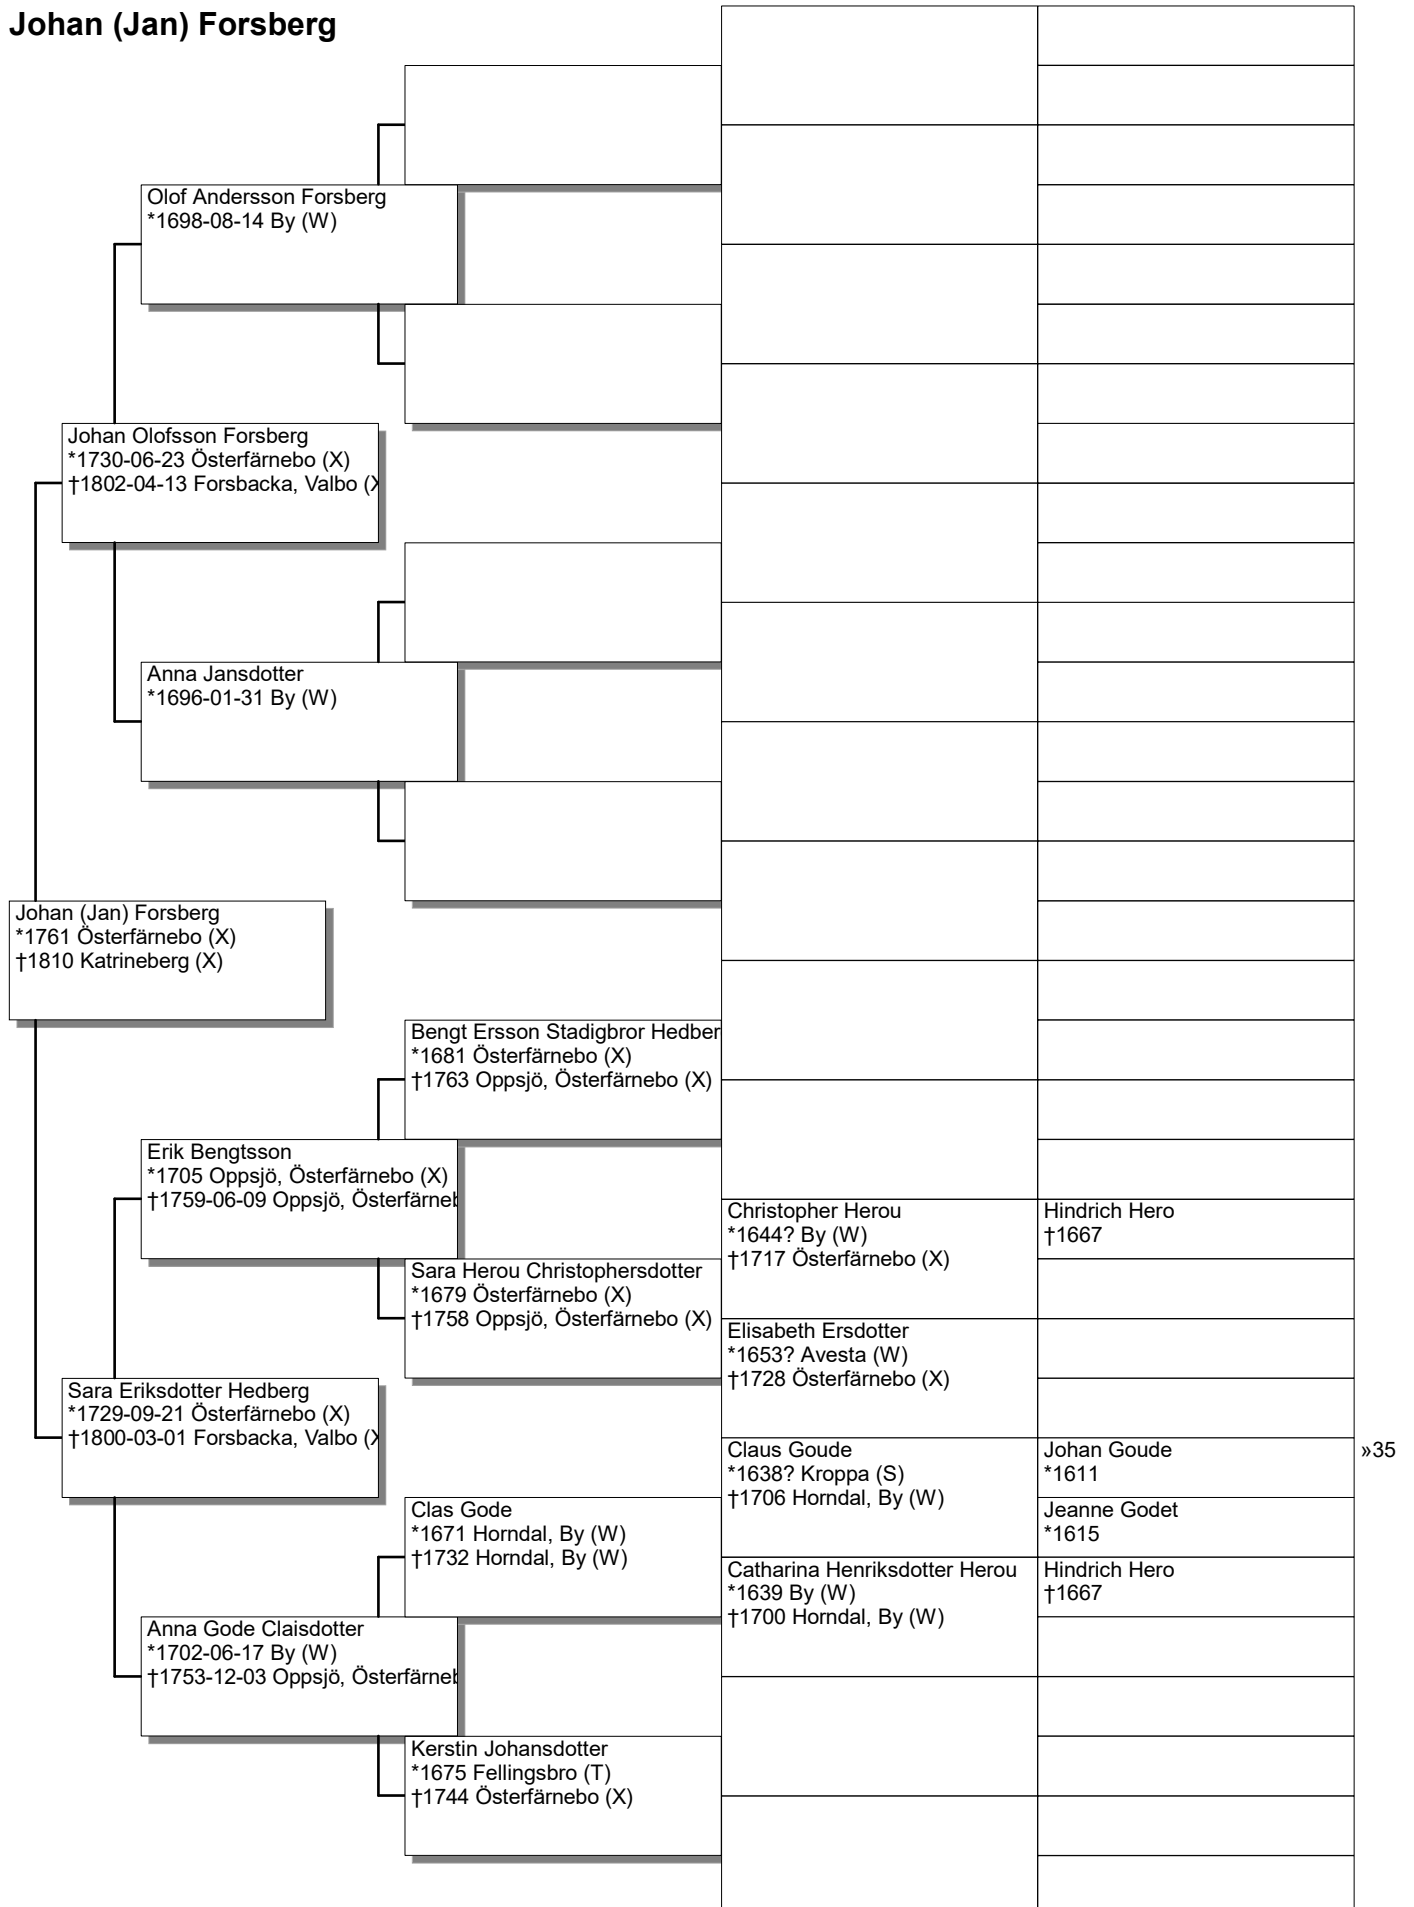 Johan (Jan) Forsberg
Olof Andersson Forsberg
*1698-08-14 By (W)
Johan Olofsson Forsberg
*1730-06-23 Österfärnebo (X)
†1802-04-13 Forsbacka, Valbo (X
Anna Jansdotter
*1696-01-31 By (W)
Johan (Jan) Forsberg
*1761 Österfärnebo (X)
†1810 Katrineberg (X)
Bengt Ersson Stadigbror Hedber
*1681 Österfärnebo (X)
†1763 Oppsjö, Österfärnebo (X)
Erik Bengtsson
*1705 Oppsjö, Österfärnebo (X)
†1759-06-09 Oppsjö, Österfärneb
Christopher Herou
*1644? By (W)
†1717 Österfärnebo (X)
Hindrich Hero
†1667
Sara Herou Christophersdotter
*1679 Österfärnebo (X)
†1758 Oppsjö, Österfärnebo (X)
Elisabeth Ersdotter
*1653? Avesta (W)
†1728 Österfärnebo (X)
Sara Eriksdotter Hedberg
*1729-09-21 Österfärnebo (X)
†1800-03-01 Forsbacka, Valbo (X
Claus Goude
*1638? Kroppa (S)
†1706 Horndal, By (W)
Johan Goude
*1611
»35
Jeanne Godet
*1615
Clas Gode
*1671 Horndal, By (W)
†1732 Horndal, By (W)
Catharina Henriksdotter Herou
*1639 By (W)
†1700 Horndal, By (W)
Hindrich Hero
†1667
Anna Gode Claisdotter
*1702-06-17 By (W)
†1753-12-03 Oppsjö, Österfärneb
Kerstin Johansdotter
*1675 Fellingsbro (T)
†1744 Österfärnebo (X)